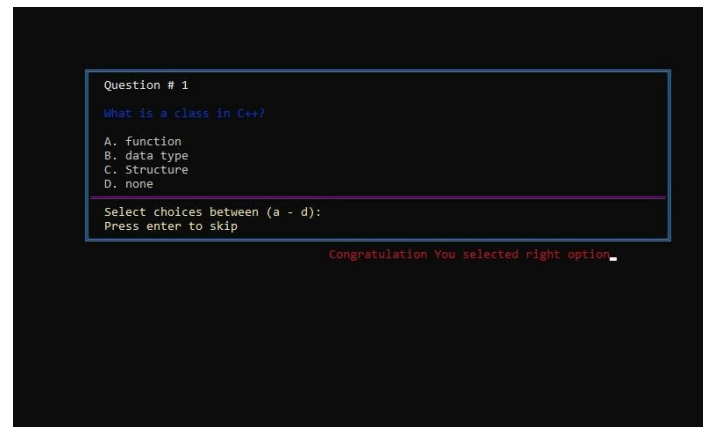 Question # 1
What is a class in C++?
A. function
B. data type
C. Structure
D. none
Select choices between (a - d):
Press enter to skip
Congratulation You selected right option